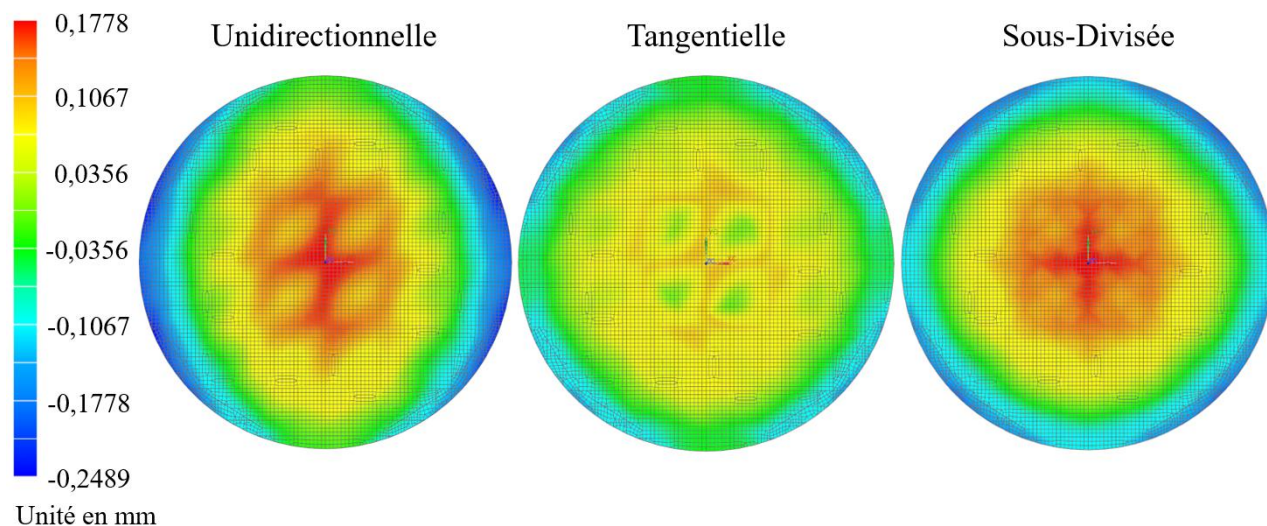 Unidirectionnelle
Tangentielle
Sous-Divisée
0,1778
0,1067
0,0356
-0,0356
-0,1067
-0,1778
-0,2489
Unité en mm